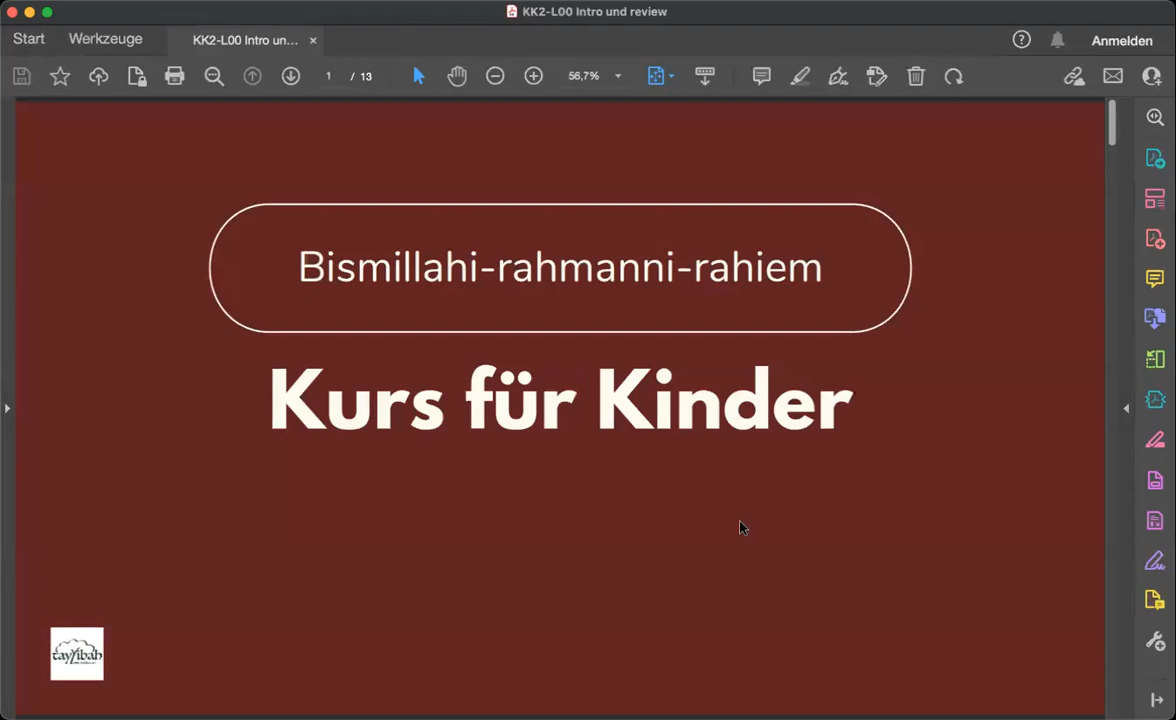 KK2-L00 Intro und review
Start Werkzeuge KK2-L00 Intro un... × Anmelden
1 / 13 56,7%
Bismillahi-rahmanni-rahiem
Kurs für Kinder
tayyibah